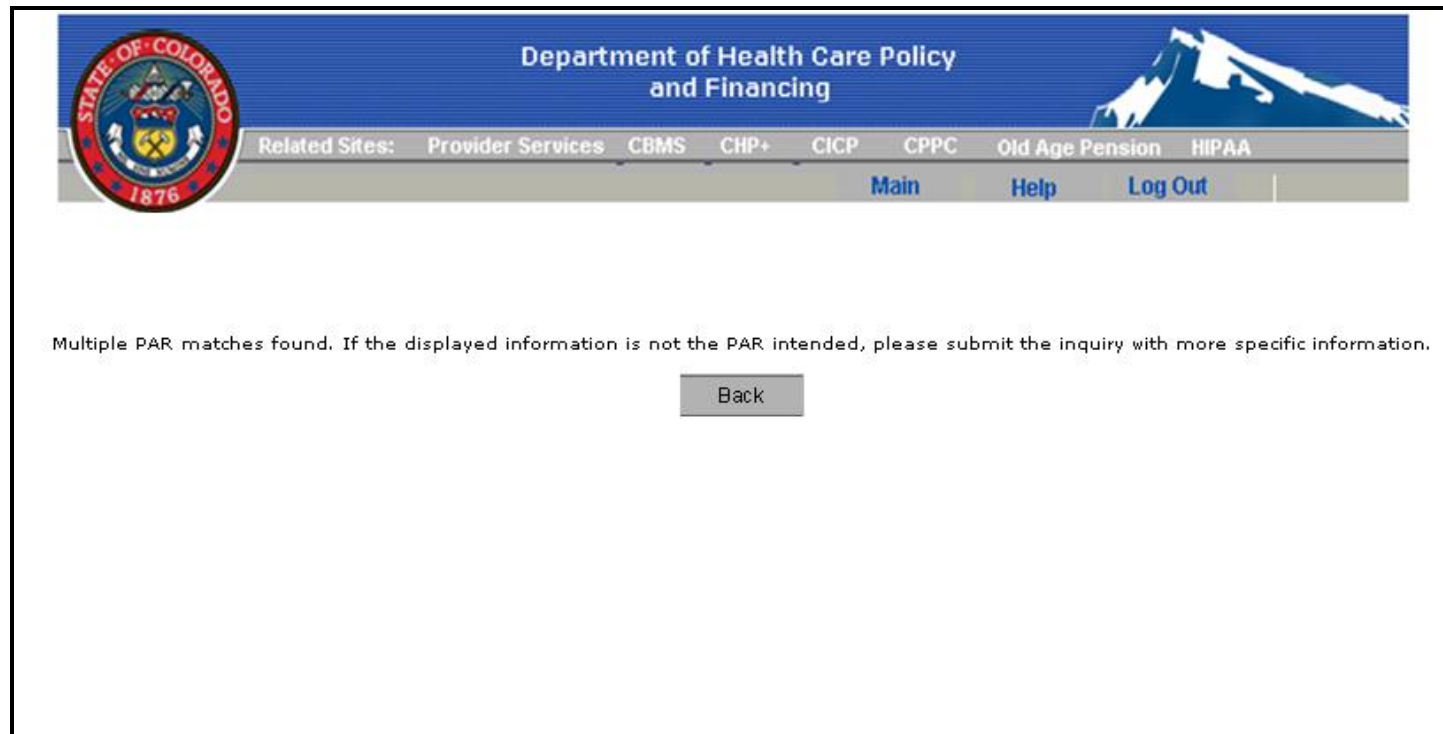 STATE OF COLORADO
1876
Department of Health Care Policy
and Financing
Related Sites: Provider Services CBMS CHP+ CICP CPPC Old Age Pension HIPAA
Main Help Log Out
Multiple PAR matches found. If the displayed information is not the PAR intended, please submit the inquiry with more specific information.
Back